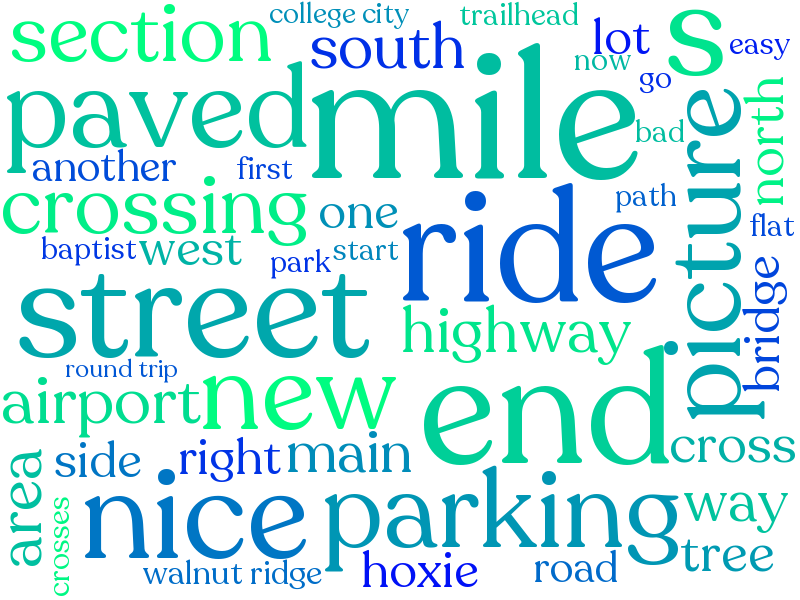 college city
trailhead
section
south
lot
s
easy
now
go
paved
mile
bad
picture
north
another
first
crossing
one
path
flat
baptist
west
start
park
ride
bridge
street
highway
round trip
airport
new
end
cross
area
side
right
main
crosses
nice
parking
way
tree
walnut ridge
hoxie
road